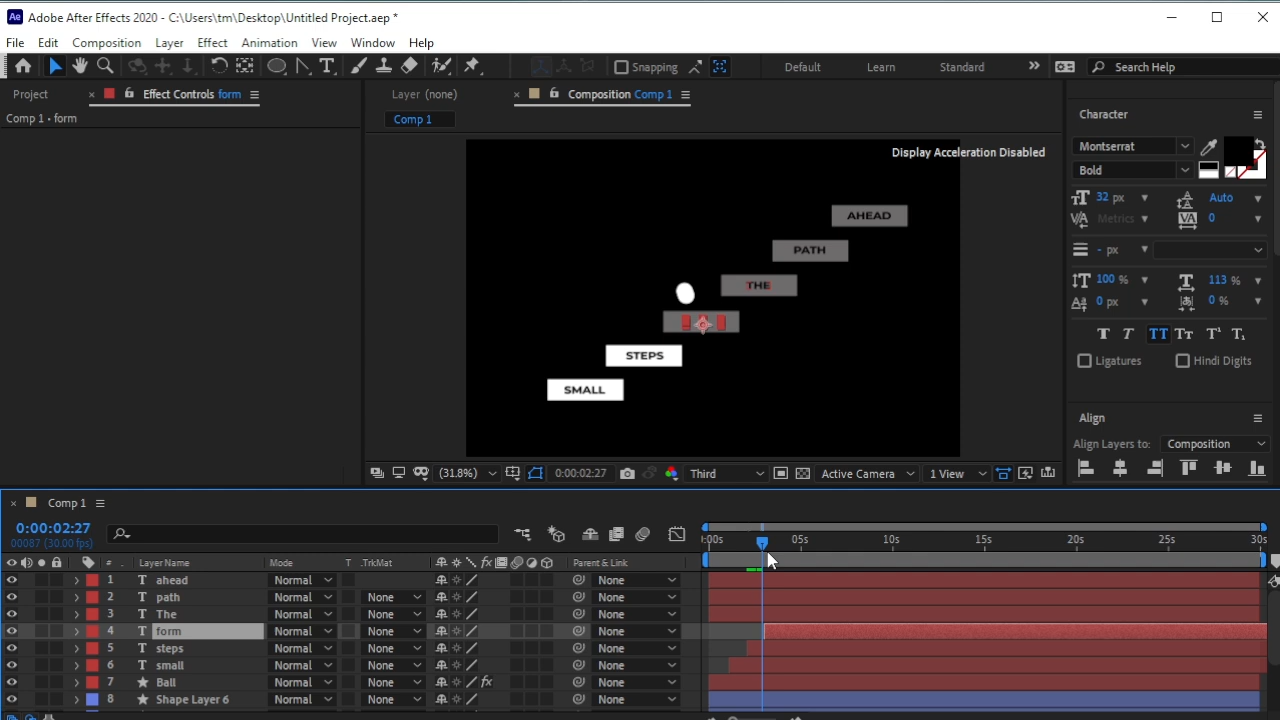 Ae Adobe After Effects 2020 - C:\Users\tm\Desktop\Untitled Project.aep *
File Edit Composition Layer Effect Animation View Window Help
T Snapping Default Learn Standard » Search Help
Project × Effect Controls form ≡ Layer (none) × Composition Comp 1 ≡ Character
Comp 1 • form Comp 1
Display Acceleration Disabled
Montserrat
Bold
32 px Auto
Metrics 0
- px
100 % 113 %
0 px 0 %
T T TT Tт T¹ T₁
Ligatures Hindi Digits
Align
Align Layers to: Composition
AHEAD
PATH
THE
STEPS
SMALL
(31.8%) 0:00:02:27 Third Active Camera 1 View
× Comp 1 ≡
0:00:02:27
00087 (30.00 fps)
:00s 05s 10s 15s 20s 25s 30s
# Layer Name Mode T .TrkMat fx Parent & Link
1 T ahead Normal None
2 T path Normal None None
3 T The Normal None None
4 T form Normal None None
5 T steps Normal None None
6 T small Normal None None
7 ★ Ball Normal None fx None
8 ★ Shape Layer 6 Normal None None